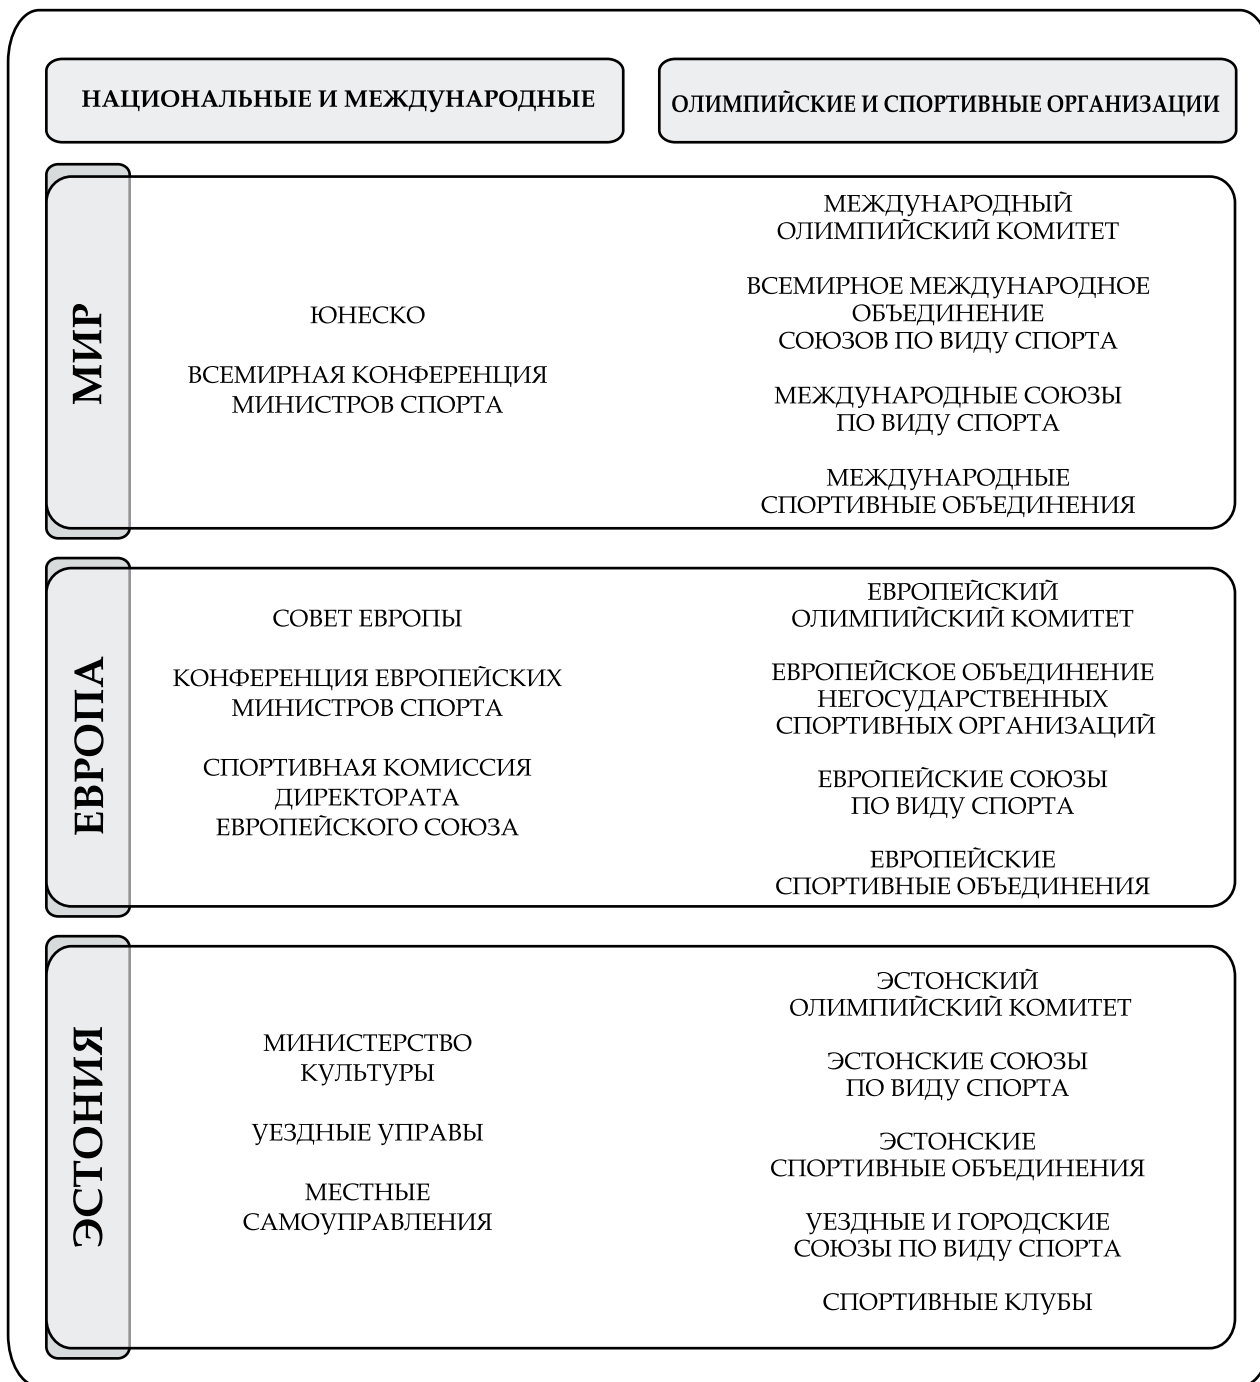 НАЦИОНАЛЬНЫЕ И МЕЖДУНАРОДНЫЕ
ОЛИМПИЙСКИЕ И СПОРТИВНЫЕ ОРГАНИЗАЦИИ
МИР
ЮНЕСКО
ВСЕМИРНАЯ КОНФЕРЕНЦИЯ
МИНИСТРОВ СПОРТА
МЕЖДУНАРОДНЫЙ
ОЛИМПИЙСКИЙ КОМИТЕТ
ВСЕМИРНОЕ МЕЖДУНАРОДНОЕ
ОБЪЕДИНЕНИЕ
СОЮЗОВ ПО ВИДУ СПОРТА
МЕЖДУНАРОДНЫЕ СОЮЗЫ
ПО ВИДУ СПОРТА
МЕЖДУНАРОДНЫЕ
СПОРТИВНЫЕ ОБЪЕДИНЕНИЯ
ЕВРОПА
СОВЕТ ЕВРОПЫ
КОНФЕРЕНЦИЯ ЕВРОПЕЙСКИХ
МИНИСТРОВ СПОРТА
СПОРТИВНАЯ КОМИССИЯ
ДИРЕКТОРАТА
ЕВРОПЕЙСКОГО СОЮЗА
ЕВРОПЕЙСКИЙ
ОЛИМПИЙСКИЙ КОМИТЕТ
ЕВРОПЕЙСКОЕ ОБЪЕДИНЕНИЕ
НЕГОСУДАРСТВЕННЫХ
СПОРТИВНЫХ ОРГАНИЗАЦИЙ
ЕВРОПЕЙСКИЕ СОЮЗЫ
ПО ВИДУ СПОРТА
ЕВРОПЕЙСКИЕ
СПОРТИВНЫЕ ОБЪЕДИНЕНИЯ
ЭСТОНИЯ
МИНИСТЕРСТВО
КУЛЬТУРЫ
УЕЗДНЫЕ УПРАВЫ
МЕСТНЫЕ
САМОУПРАВЛЕНИЯ
ЭСТОНСКИЙ
ОЛИМПИЙСКИЙ КОМИТЕТ
ЭСТОНСКИЕ СОЮЗЫ
ПО ВИДУ СПОРТА
ЭСТОНСКИЕ
СПОРТИВНЫЕ ОБЪЕДИНЕНИЯ
УЕЗДНЫЕ И ГОРОДСКИЕ
СОЮЗЫ ПО ВИДУ СПОРТА
СПОРТИВНЫЕ КЛУБЫ